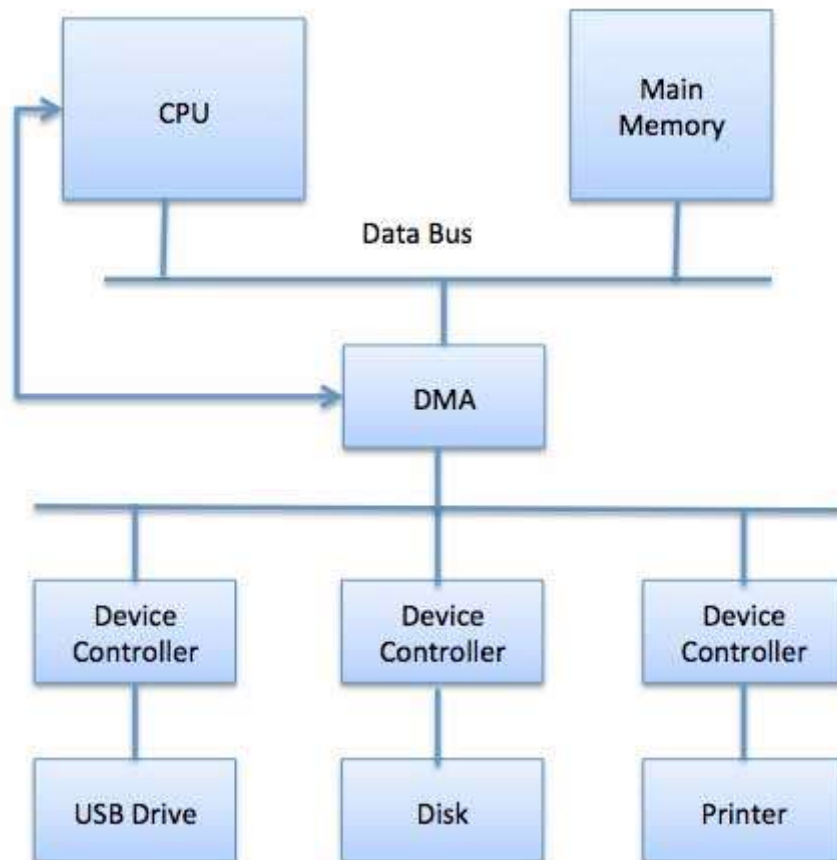 CPU
Main
Memory
Data Bus
DMA
Device
Controller
Device
Controller
Device
Controller
USB Drive
Disk
Printer